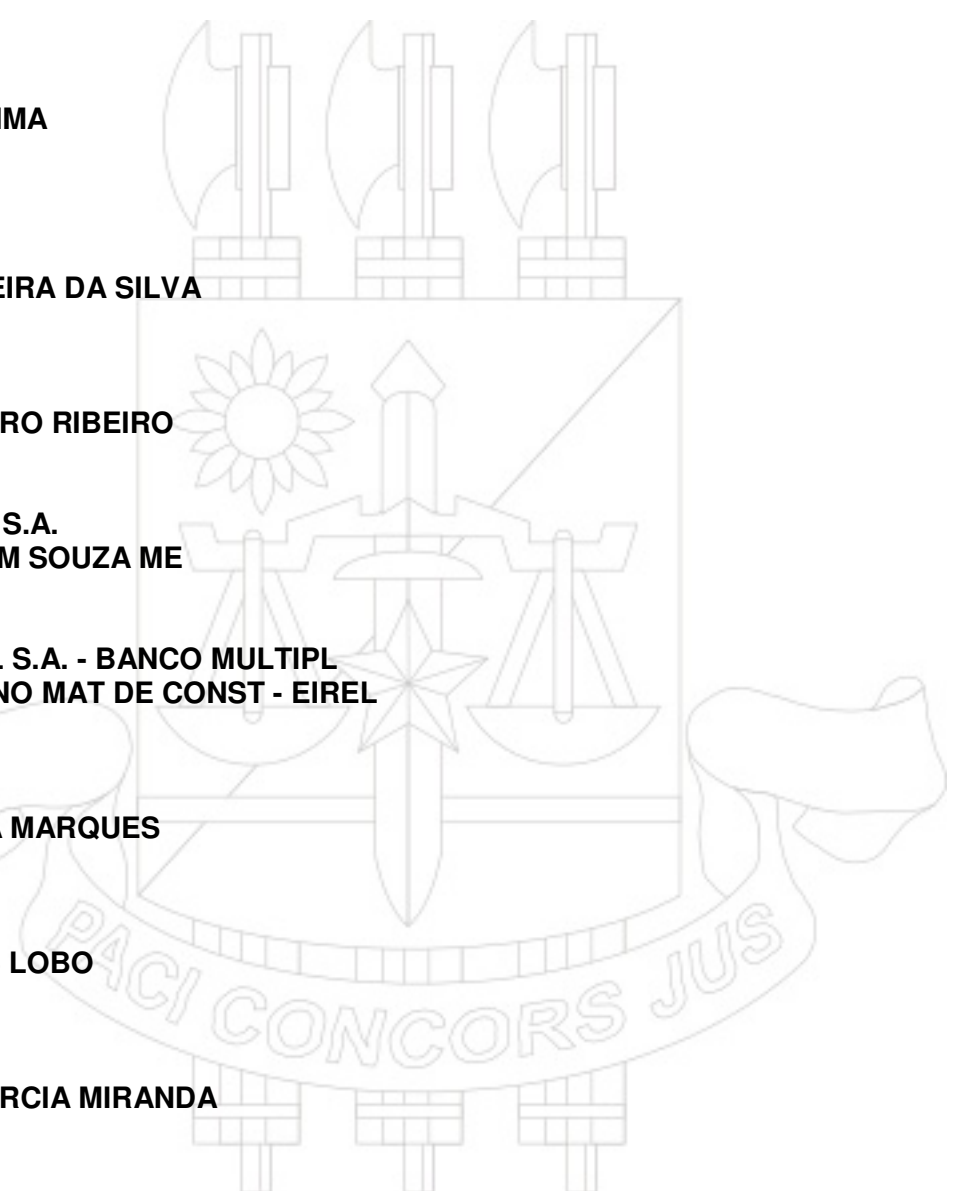 IMA
EIRA DA SILVA
RO RIBEIRO
S.A.
M SOUZA ME
S.A. - BANCO MULTIPL
NO MAT DE CONST - EIREL
MARQUES
LOBO
PACI CONCORS JUS
RCIA MIRANDA